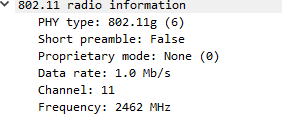 802.11 radio information
PHY type: 802.11g (6)
Short preamble: False
Proprietary mode: None (0)
Data rate: 1.0 Mb/s
Channel: 11
Frequency: 2462 MHz